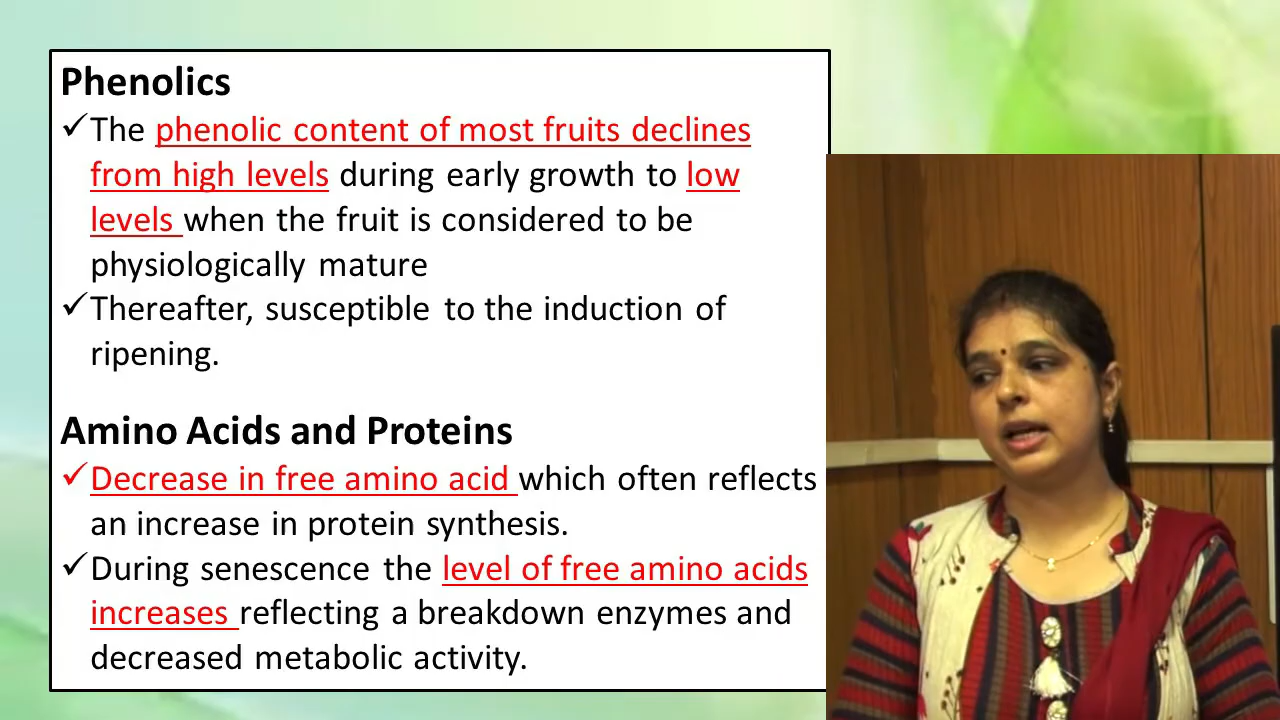 Phenolics
✓The phenolic content of most fruits declines
from high levels during early growth to low
levels when the fruit is considered to be
physiologically mature
✓Thereafter, susceptible to the induction of
ripening.
Amino Acids and Proteins
✓Decrease in free amino acid which often reflects
an increase in protein synthesis.
✓During senescence the level of free amino acids
increases reflecting a breakdown enzymes and
decreased metabolic activity.